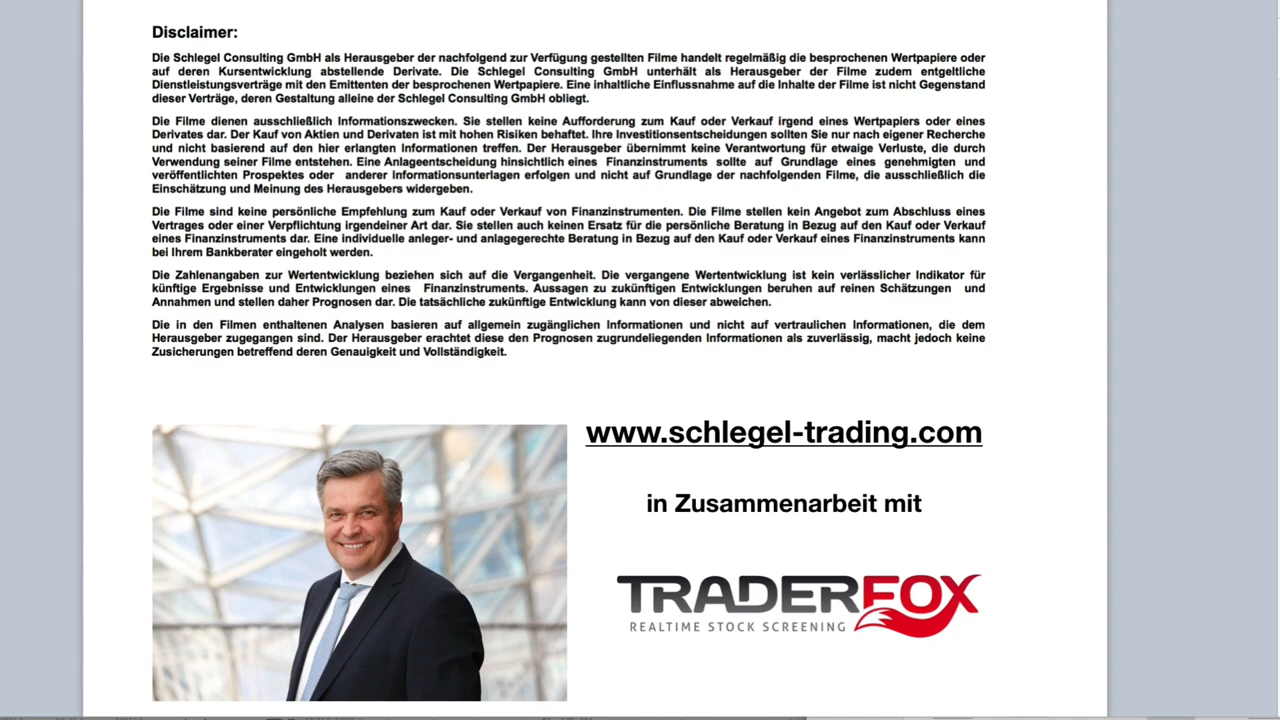 Disclaimer:
Die Schlegel Consulting GmbH als Herausgeber der nachfolgend zur Verfügung gestellten Filme handelt regelmäßig die besprochenen Wertpapiere oder
auf deren Kursentwicklung abstellende Derivate. Die Schlegel Consulting GmbH unterhält als Herausgeber der Filme zudem entgeltliche
Dienstleistungsverträge mit den Emittenten der besprochenen Wertpapiere. Eine inhaltliche Einflussnahme auf die Inhalte der Filme ist nicht Gegenstand
dieser Verträge, deren Gestaltung alleine der Schlegel Consulting GmbH obliegt.
Die Filme dienen ausschließlich Informationszwecken. Sie stellen keine Aufforderung zum Kauf oder Verkauf irgend eines Wertpapiers oder eines
Derivates dar. Der Kauf von Aktien und Derivaten ist mit hohen Risiken behaftet. Ihre Investitionsentscheidungen sollten Sie nur nach eigener Recherche
und nicht basierend auf den hier erlangten Informationen treffen. Der Herausgeber übernimmt keine Verantwortung für etwaige Verluste, die durch
Verwendung seiner Filme entstehen. Eine Anlageentscheidung hinsichtlich eines Finanzinstruments sollte auf Grundlage eines genehmigten und
veröffentlichten Prospektes oder anderer Informationsunterlagen erfolgen und nicht auf Grundlage der nachfolgenden Filme, die ausschließlich die
Einschätzung und Meinung des Herausgebers widergeben.
Die Filme sind keine persönliche Empfehlung zum Kauf oder Verkauf von Finanzinstrumenten. Die Filme stellen kein Angebot zum Abschluss eines
Vertrages oder einer Verpflichtung irgendeiner Art dar. Sie stellen auch keinen Ersatz für die persönliche Beratung in Bezug auf den Kauf oder Verkauf
eines Finanzinstruments dar. Eine individuelle anleger- und anlagegerechte Beratung in Bezug auf den Kauf oder Verkauf eines Finanzinstruments kann
bei Ihrem Bankberater eingeholt werden.
Die Zahlenangaben zur Wertentwicklung beziehen sich auf die Vergangenheit. Die vergangene Wertentwicklung ist kein verlässlicher Indikator für
künftige Ergebnisse und Entwicklungen eines Finanzinstruments. Aussagen zu zukünftigen Entwicklungen beruhen auf reinen Schätzungen und
Annahmen und stellen daher Prognosen dar. Die tatsächliche zukünftige Entwicklung kann von dieser abweichen.
Die in den Filmen enthaltenen Analysen basieren auf allgemein zugänglichen Informationen und nicht auf vertraulichen Informationen, die dem
Herausgeber zugegangen sind. Der Herausgeber erachtet diese den Prognosen zugrundeliegenden Informationen als zuverlässig, macht jedoch keine
Zusicherungen betreffend deren Genauigkeit und Vollständigkeit.
www.schlegel-trading.com
in Zusammenarbeit mit
TRADERFOX
REALTIME STOCK SCREENING